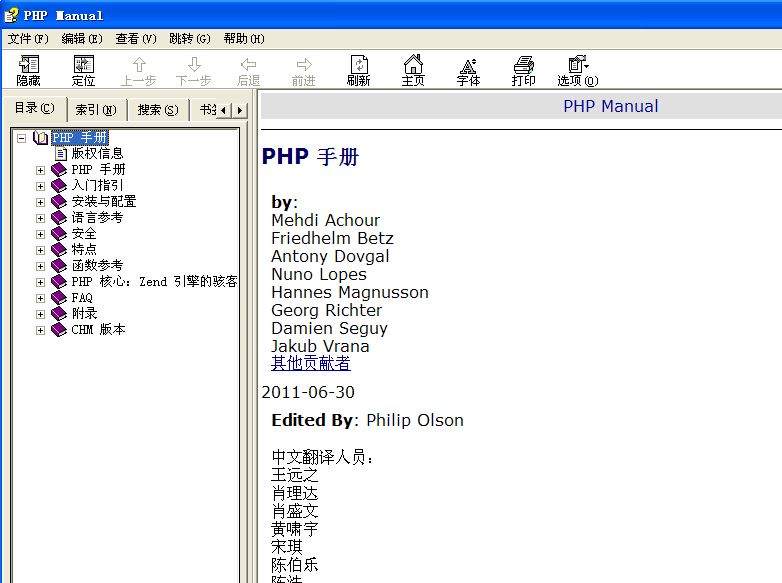 PHP Manual
文件(F) 编辑(E) 查看(V) 跳转(G) 帮助(H)
隐藏 定位 上一步 下一步 后退 前进 刷新 主页 字体 打印 选项(O)
目录(C) 索引(N) 搜索(S)
PHP 手册
版权信息
PHP 手册
入门指引
安装与配置
语言参考
安全
特点
函数参考
PHP 核心：Zend 引擎的骇客
FAQ
附录
CHM 版本
PHP Manual
PHP 手册
by:
Mehdi Achour
Friedhelm Betz
Antony Dovgal
Nuno Lopes
Hannes Magnusson
Georg Richter
Damien Seguy
Jakub Vrana
其他贡献者
2011-06-30
Edited By: Philip Olson
中文翻译人员：
王远之
肖理达
肖盛文
黄啸宇
宋琪
陈伯乐